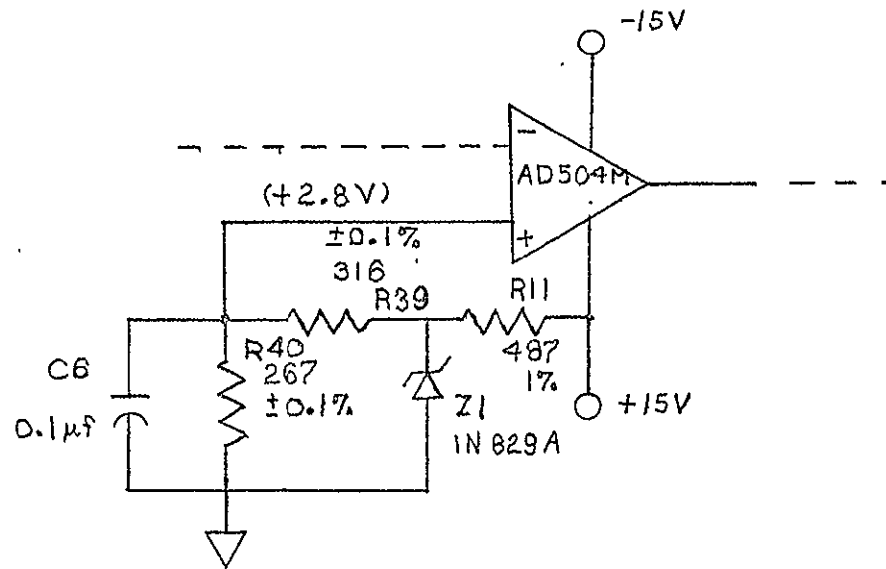 -15V
-
AD504M
(+2.8V)
+
±0.1%
316
R39
R11
R40
267
±0.1%
487
1%
C6
0.1µf
Z1
1N829A
+15V